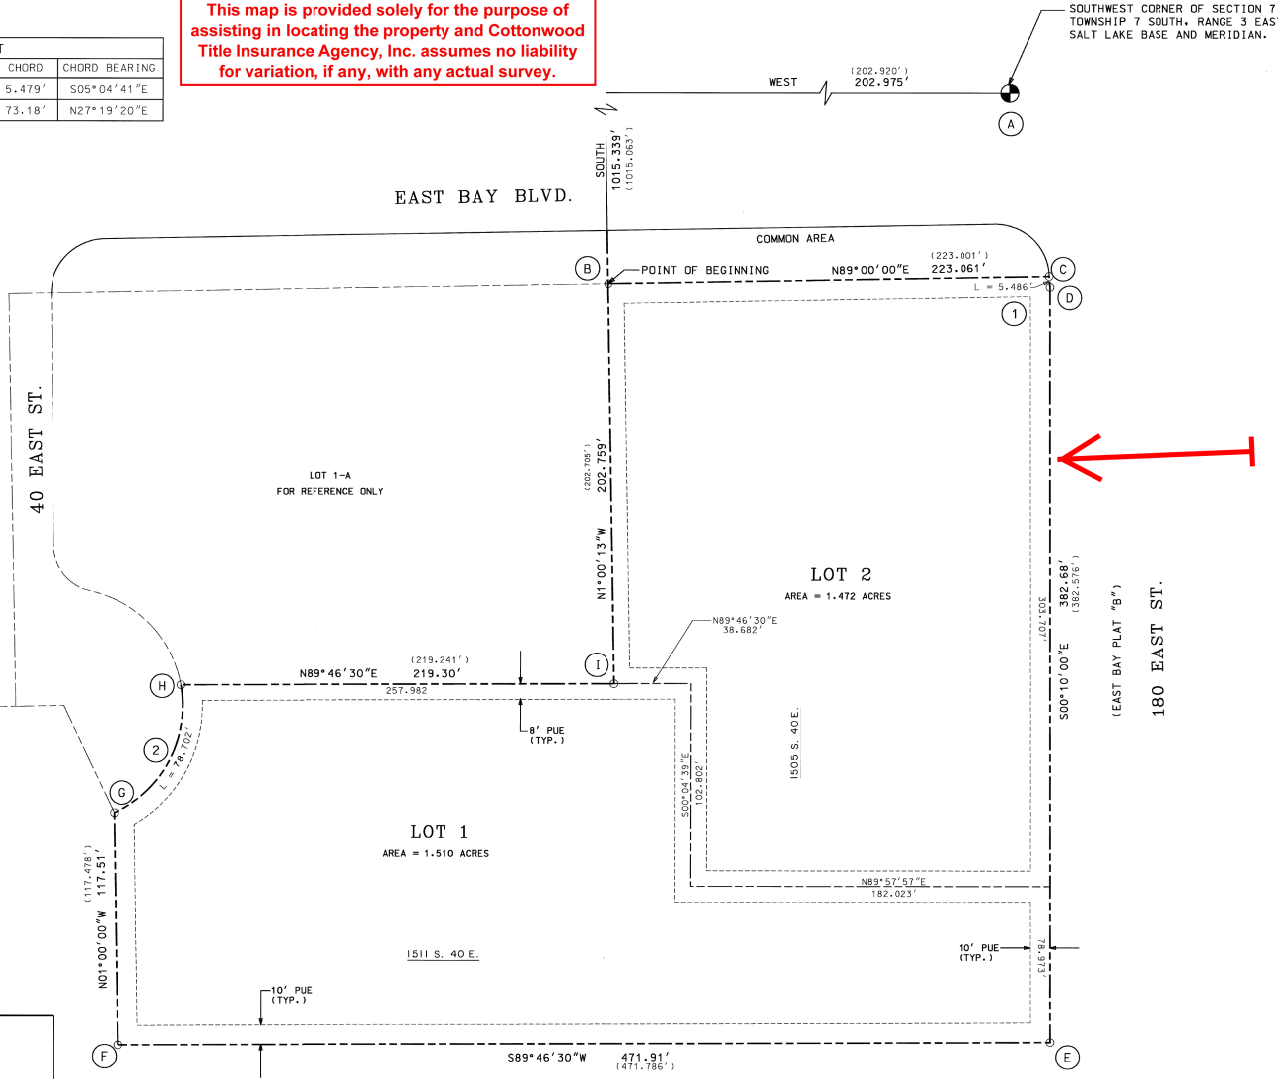 This map is provided solely for the purpose of
assisting in locating the property and Cottonwood
Title Insurance Agency, Inc. assumes no liability
for variation, if any, with any actual survey.
SOUTHWEST CORNER OF SECTION 7
TOWNSHIP 7 SOUTH, RANGE 3 EAST
SALT LAKE BASE AND MERIDIAN.
T
CHORD CHORD BEARING
5.479' S05°04'41"E
73.18' N27°19'20"E
WEST
(202.920')
202.975'
A
SOUTH
1015.339'
(1015.063')
EAST BAY BLVD.
COMMON AREA
B
POINT OF BEGINNING
N89°00'00"E
(223.001')
223.061'
C
L = 5.486'
D
1
40 EAST ST.
LOT 1-A
FOR REFERENCE ONLY
N1°00'13"W
202.759'
(202.705')
LOT 2
AREA = 1.472 ACRES
N89°46'30"E
38.682'
303.707'
S00°10'00"E
382.68'
(382.576')
(EAST BAY PLAT "B")
180 EAST ST.
H
N89°46'30"E
(219.241')
219.30'
257.982
I
8' PUE
(TYP.)
1505 S. 40 E.
S00°04'39"E
102.802'
2
L = 78.702'
G
LOT 1
AREA = 1.510 ACRES
N89°57'57"E
182.023'
N01°00'00"W
117.51'
(117.478')
1511 S. 40 E.
10' PUE
(TYP.)
78.973'
10' PUE
(TYP.)
F
S89°46'30"W
471.91'
(471.786')
E